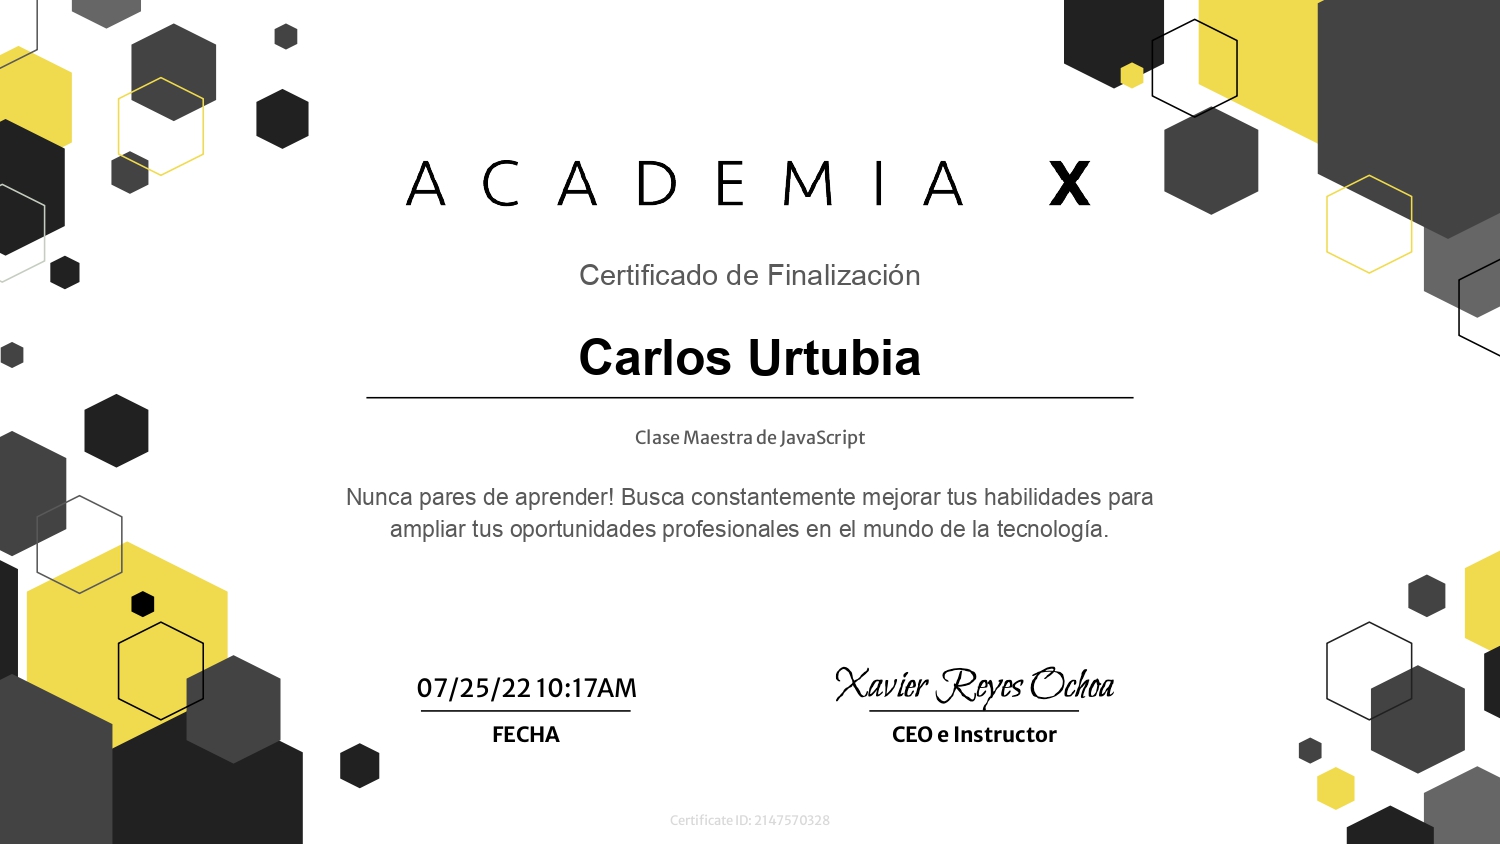 ACADEMIA X
Certificado de Finalización
Carlos Urtubia
Clase Maestra de JavaScript
Nunca pares de aprender! Busca constantemente mejorar tus habilidades para
ampliar tus oportunidades profesionales en el mundo de la tecnología.
07/25/22 10:17AM
FECHA
Xavier Reyes Ochoa
CEO e Instructor
Certificate ID: 2147570328